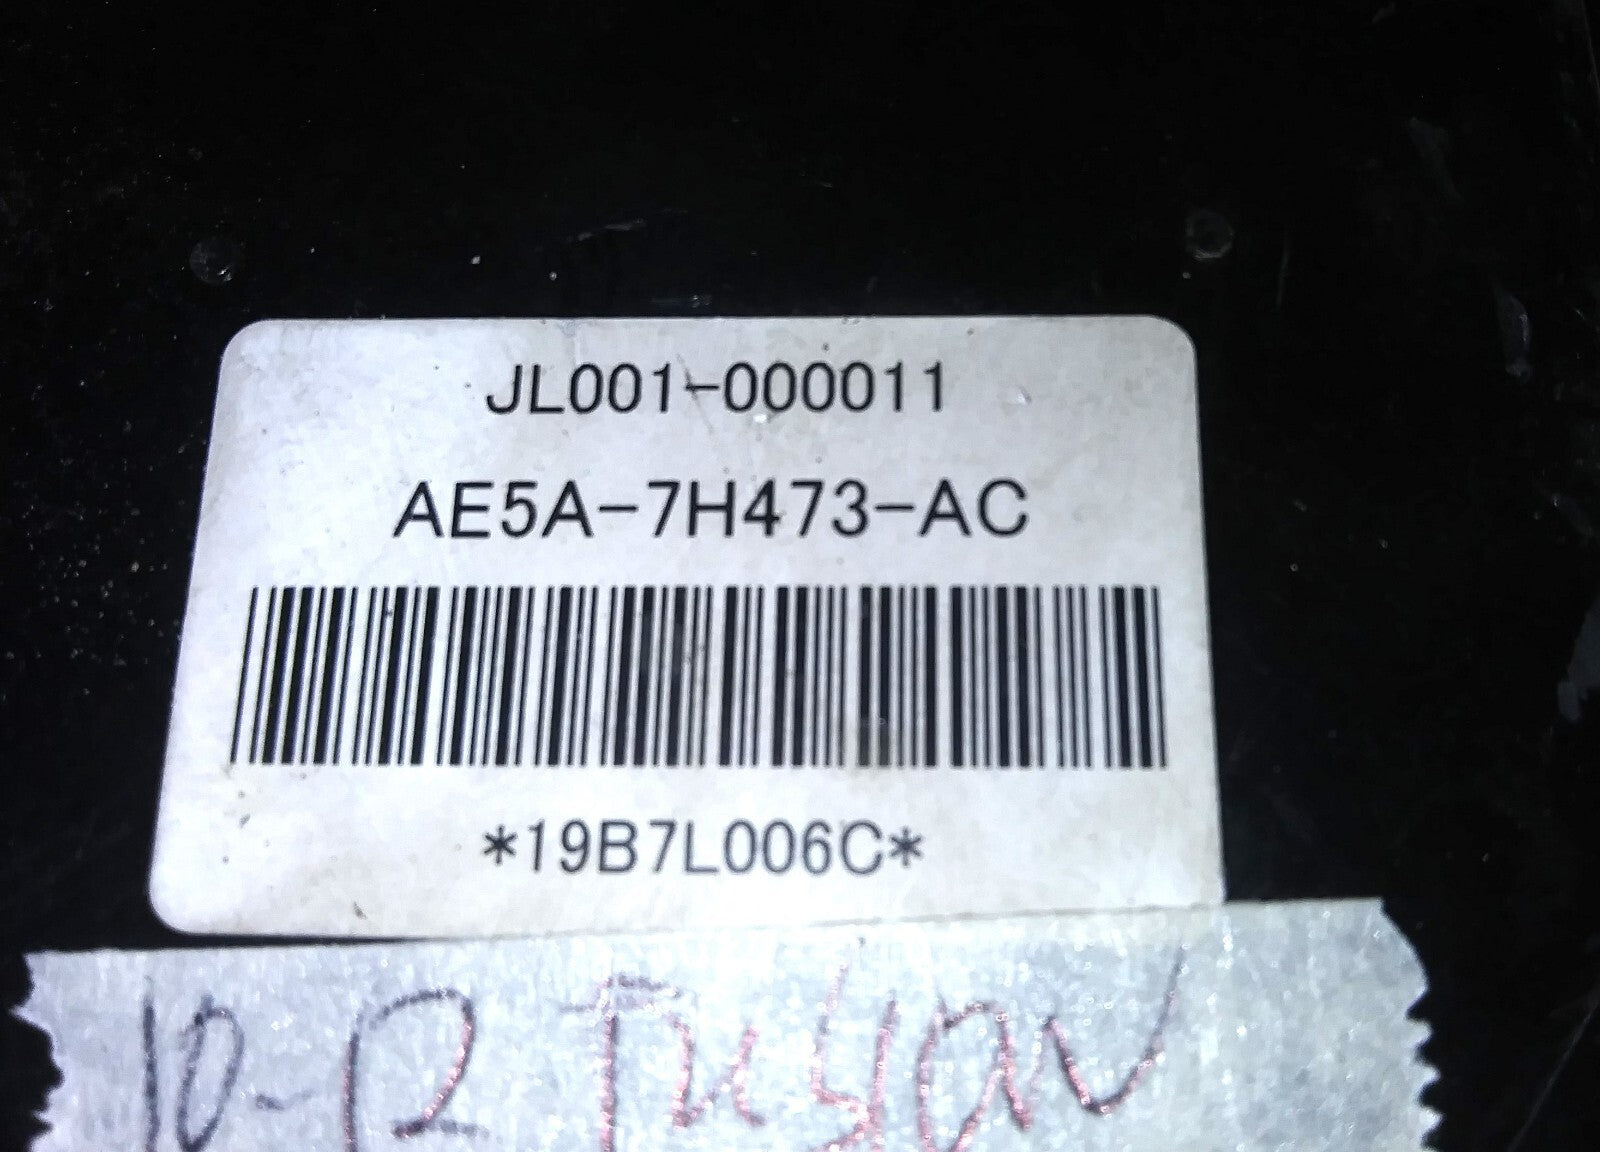 JL001-000011
AE5A-7H473-AC
*19B7L006C*
10-12 Fusion